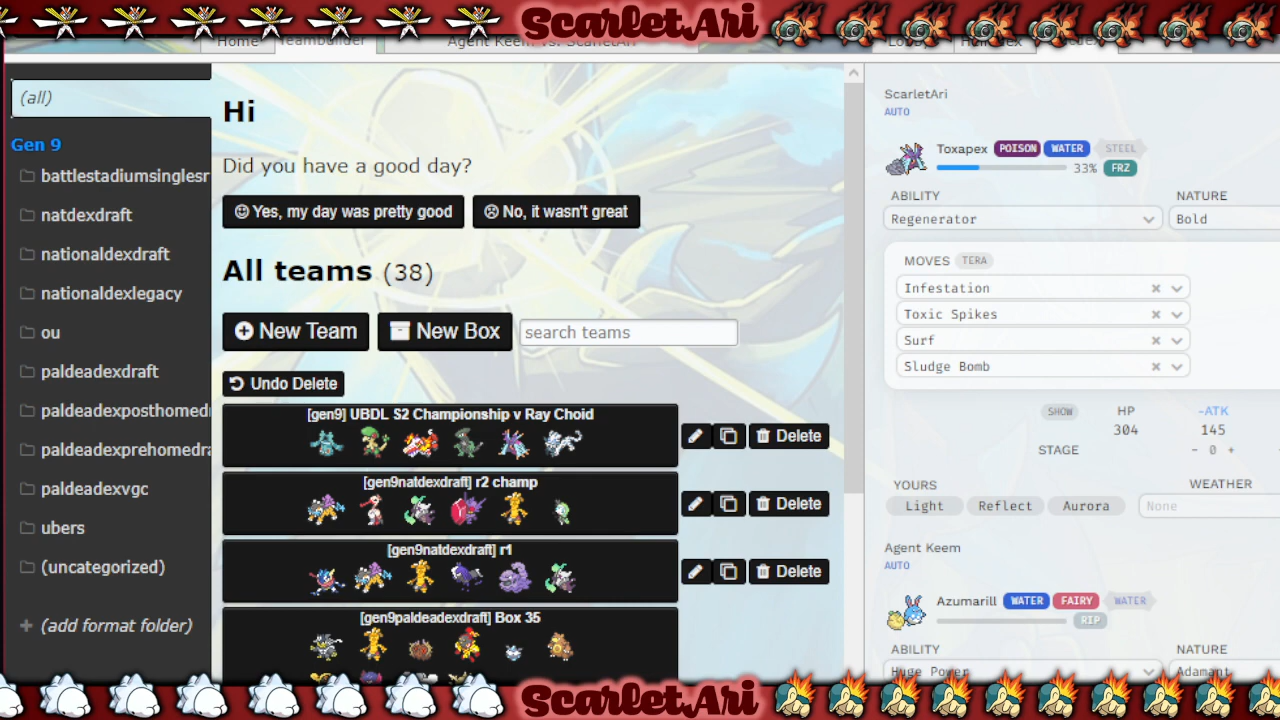 ScarletAri
Home
Teambuilder
Agent Keem vs. ScarletAri
(all)
Gen 9
battlestadiumsinglesr
natdexdraft
nationaldexdraft
nationaldexlegacy
ou
paldeadexdraft
paldeadexposthomed
paldeadexprehomedra
paldeadexvgc
ubers
(uncategorized)
(add format folder)
Hi
Did you have a good day?
Yes, my day was pretty good
No, it wasn't great
All teams (38)
New Team
New Box
search teams
Undo Delete
[gen9] UBDL S2 Championship v Ray Choid
Delete
[gen9natdexdraft] r2 champ
Delete
[gen9natdexdraft] r1
Delete
[gen9paldeadexdraft] Box 35
ScarletAri
AUTO
Toxapex POISON WATER STEEL
33% FRZ
ABILITY NATURE
Regenerator Bold
MOVES TERA
Infestation
Toxic Spikes
Surf
Sludge Bomb
SHOW HP -ATK
304 145
STAGE - 0 +
YOURS WEATHER
Light Reflect Aurora None
Agent Keem
AUTO
Azumarill WATER FAIRY WATER
RIP
ABILITY NATURE
Huge Power Adamant
ScarletAri